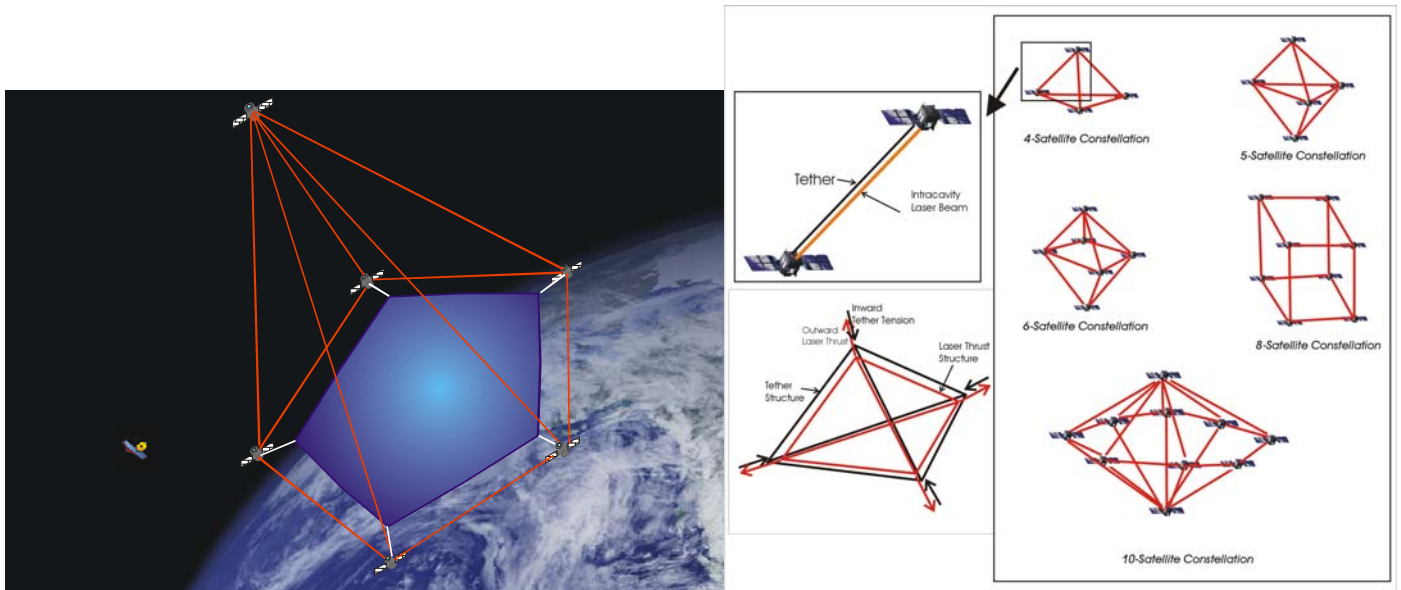 4-Satellite Constellation
5-Satellite Constellation
Tether
Intracavity
Laser Beam
6-Satellite Constellation
8-Satellite Constellation
Inward
Tether Tension
Outward
Laser Thrust
Laser Thrust
Structure
Tether
Structure
10-Satellite Constellation